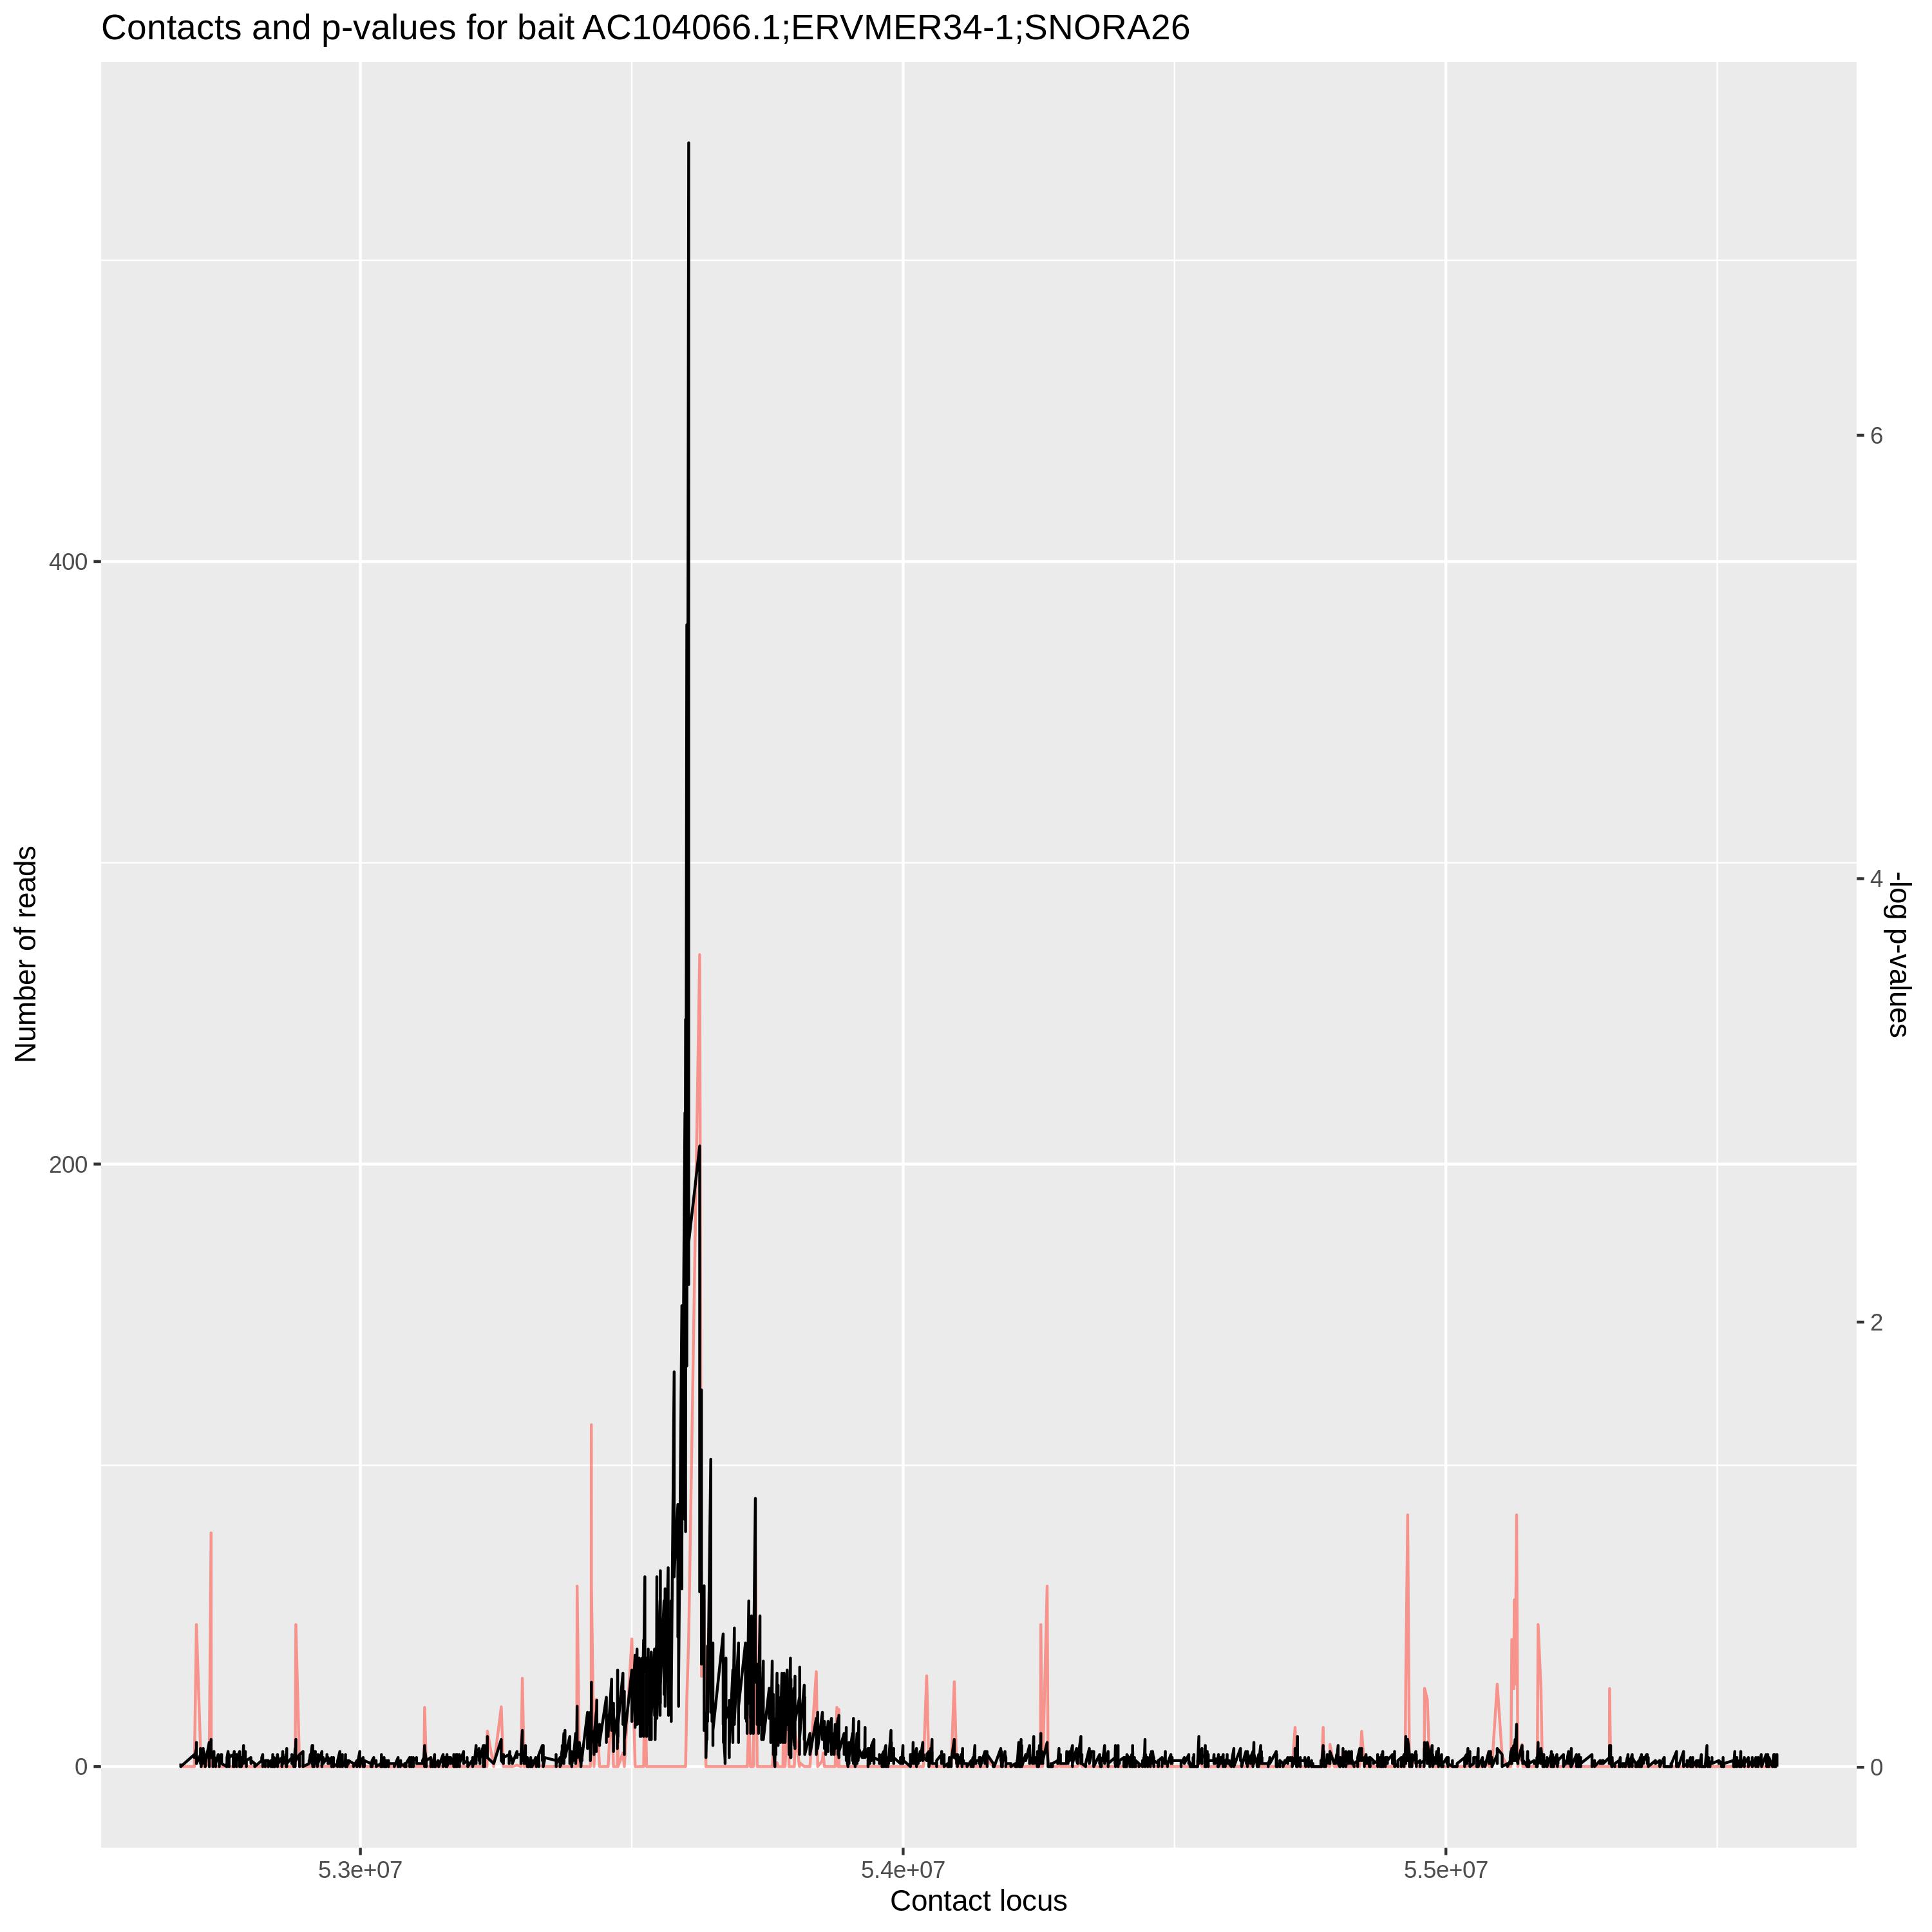 Contacts and p-values for bait AC104066.1;ERVMER34-1;SNORA26
Number of reads
400
200
0
6
4
2
0
-log p-values
5.3e+07
5.4e+07
5.5e+07
Contact locus